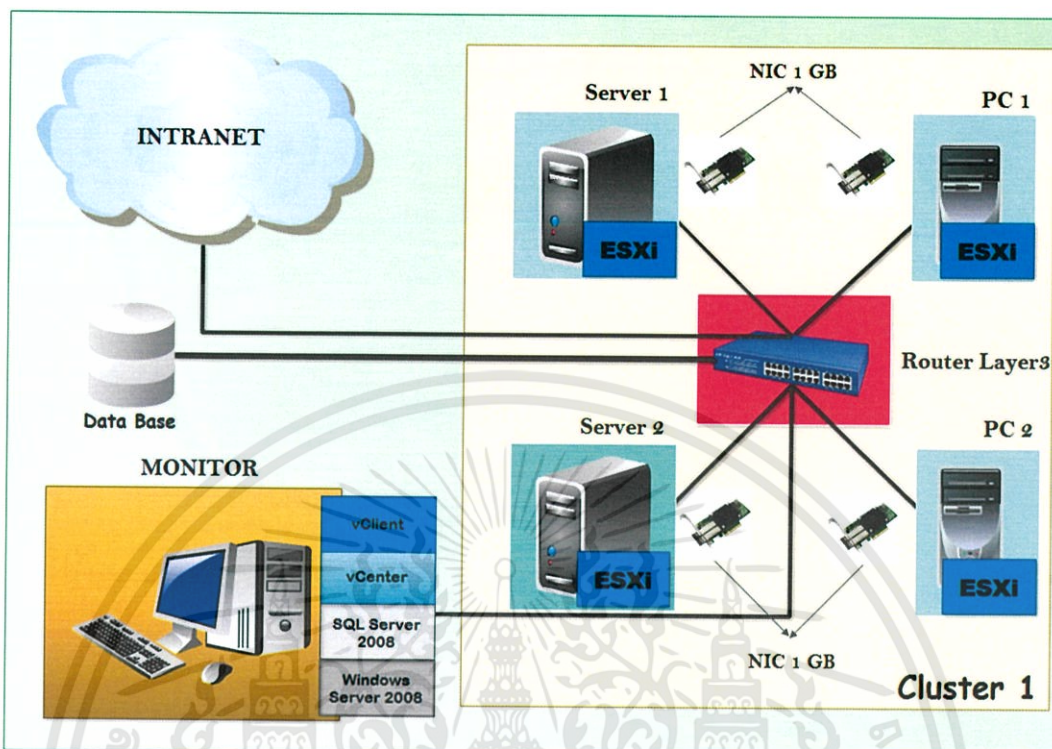 INTRANET
Data Base
MONITOR
vClient
vCenter
SQL Server
2008
Windows
Server 2008
NIC 1 GB
Server 1
PC 1
ESXi
ESXi
Router Layer3
Server 2
PC 2
ESXi
ESXi
NIC 1 GB
Cluster 1